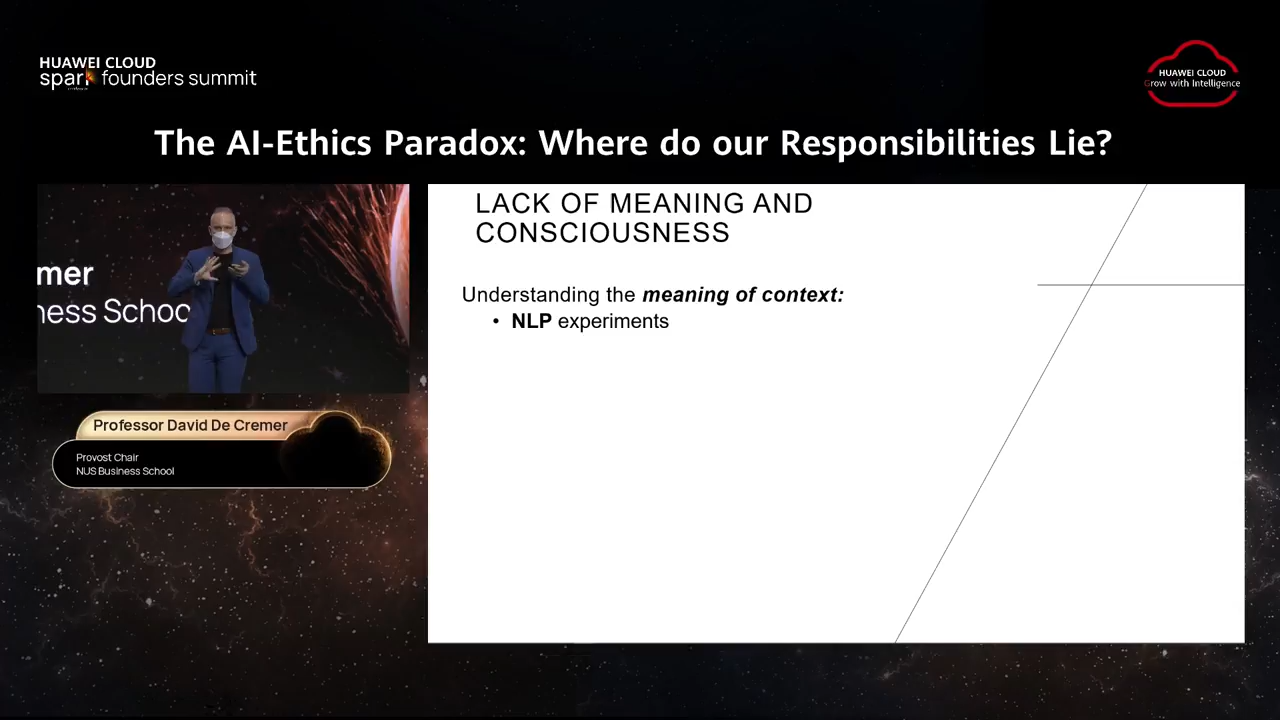 HUAWEI CLOUD
spark founders summit
HUAWEI CLOUD
Grow with Intelligence
The AI-Ethics Paradox: Where do our Responsibilities Lie?
mer
ness Schoo
Professor David De Cremer
Provost Chair
NUS Business School
LACK OF MEANING AND
CONSCIOUSNESS
Understanding the meaning of context:
• NLP experiments